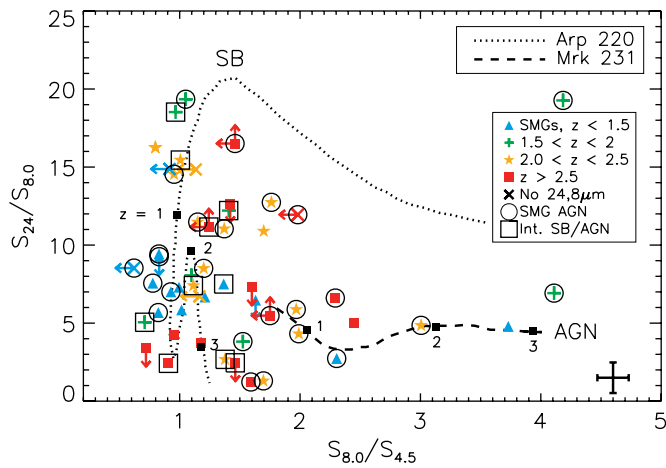 SB
Arp 220
Mrk 231
SMGs, z < 1.5
1.5 < z < 2
2.0 < z < 2.5
z > 2.5
No 24,8μm
SMG AGN
Int. SB/AGN
z = 1
2
3
1
2
3
AGN
25
20
15
10
5
0
1
2
3
4
5
S24/S8.0
S8.0/S4.5